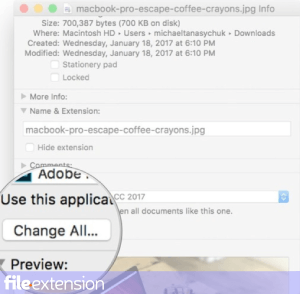 macbook-pro-escape-coffee-crayons.jpg Info
Size: 700,387 bytes (700 KB on disk)
Where: Macintosh HD • Users • michaeltanasychuk • Downloads
Created: Wednesday, January 18, 2017 at 6:10 PM
Modified: Wednesday, January 18, 2017 at 6:10 PM
Stationery pad
Locked
More Info:
Name & Extension:
macbook-pro-escape-coffee-crayons.jpg
Hide extension
Comments:
Adobe
CC 2017
Use this applicat
en all documents like this one.
Change All...
Preview:
file extension